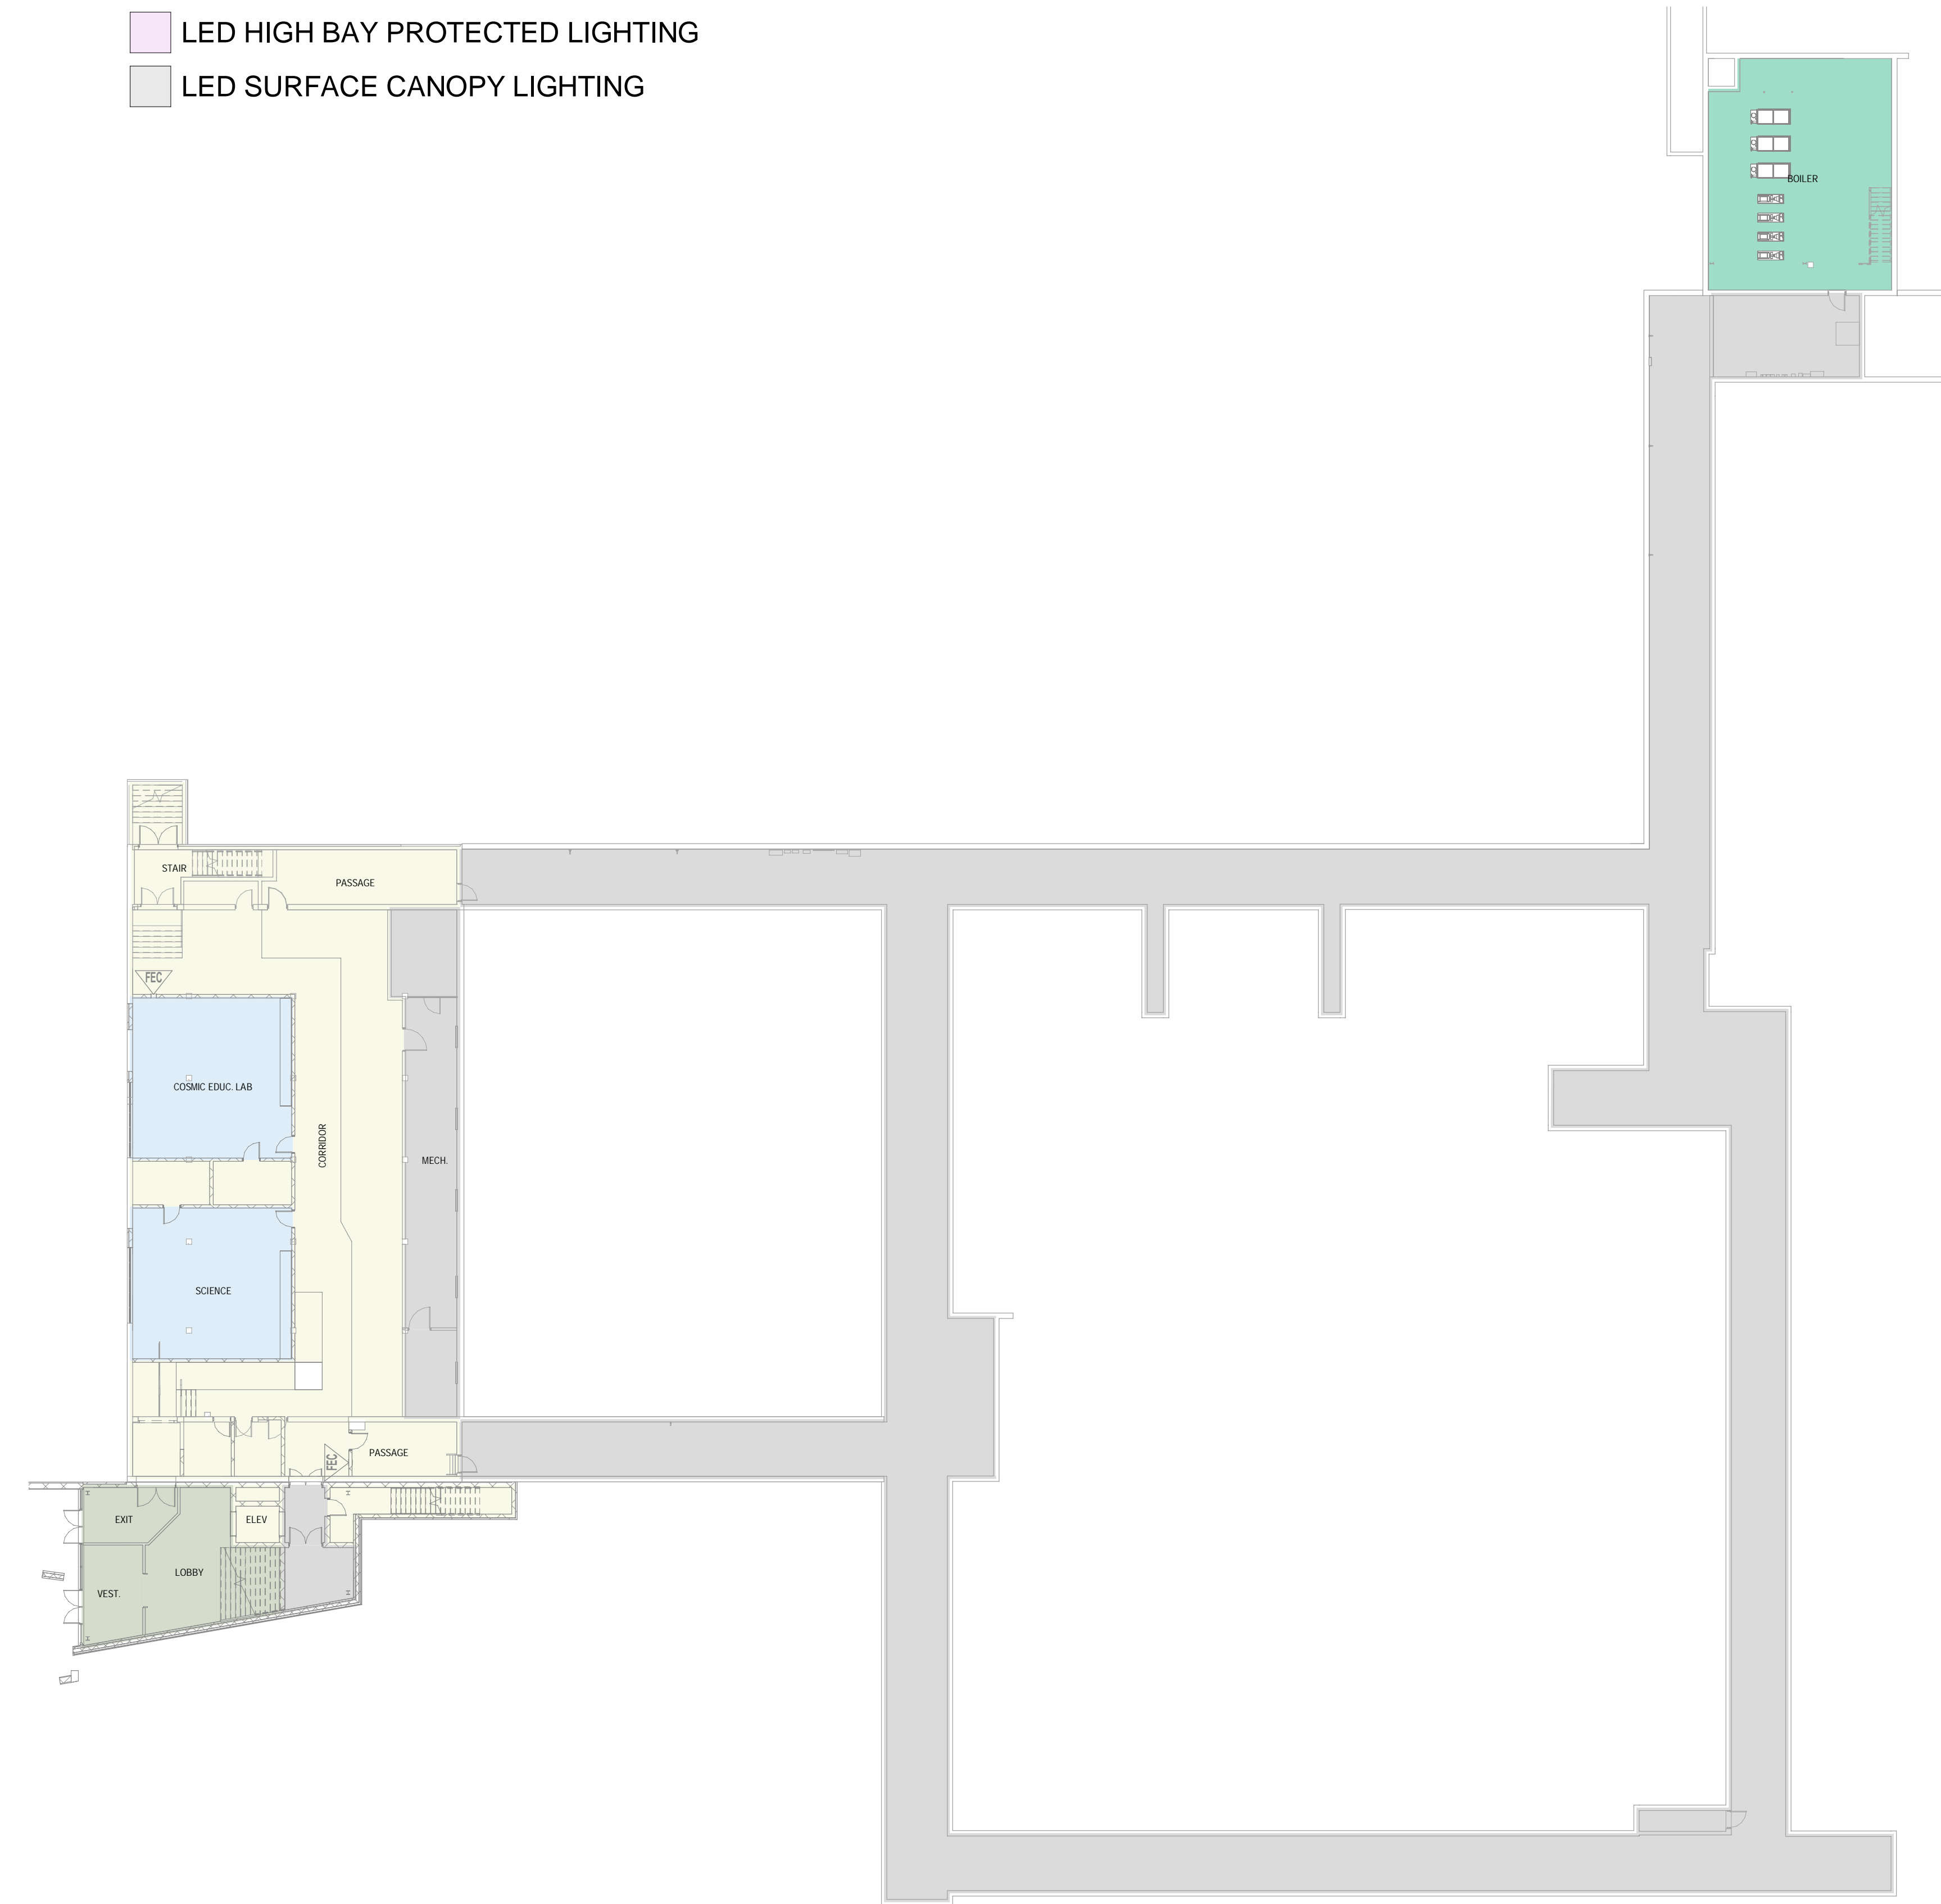 LED HIGH BAY PROTECTED LIGHTING
LED SURFACE CANOPY LIGHTING
BOILER
STAIR
PASSAGE
FEC
COSMIC EDUC. LAB
CORRIDOR
MECH.
SCIENCE
PASSAGE
FEC
EXIT
ELEV
LOBBY
VEST.